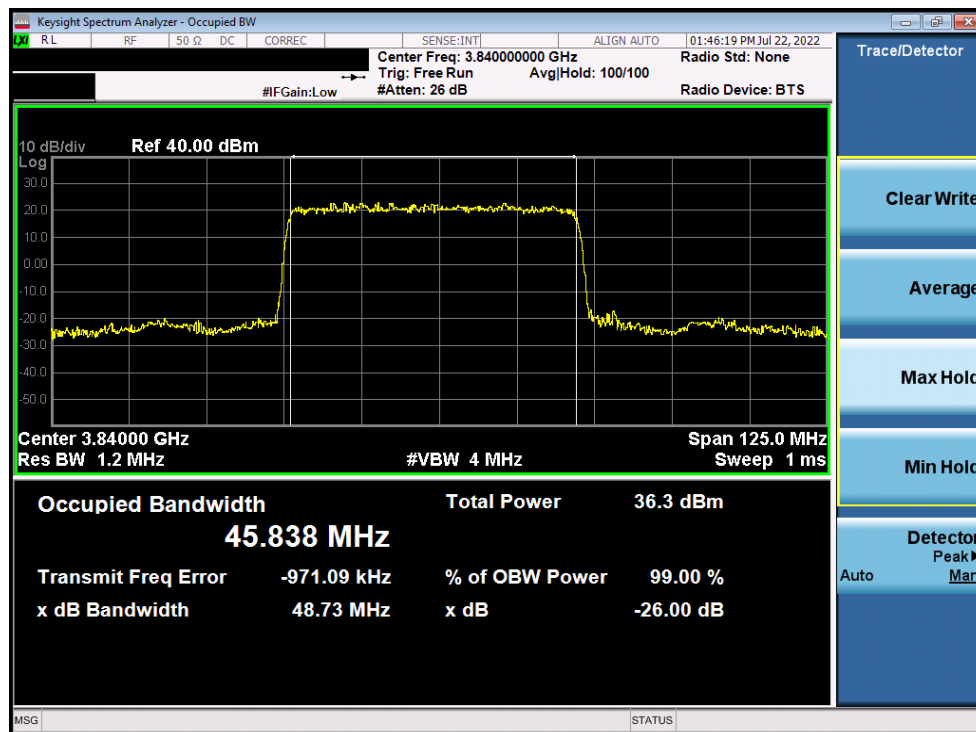 Keysight Spectrum Analyzer - Occupied BW
LXI RL RF 50 Ω DC CORREC SENSE:INT ALIGN AUTO 01:46:19 PM Jul 22, 2022
Center Freq: 3.840000000 GHz Radio Std: None
Trig: Free Run Avg|Hold: 100/100
#IFGain:Low #Atten: 26 dB Radio Device: BTS
10 dB/div Ref 40.00 dBm
Log
30.0
20.0
10.0
0.00
-10.0
-20.0
-30.0
-40.0
-50.0
Center 3.84000 GHz Span 125.0 MHz
Res BW 1.2 MHz #VBW 4 MHz Sweep 1 ms
Occupied Bandwidth Total Power 36.3 dBm
45.838 MHz
Transmit Freq Error -971.09 kHz % of OBW Power 99.00 %
x dB Bandwidth 48.73 MHz x dB -26.00 dB
MSG STATUS
Trace/Detector
Clear Write
Average
Max Hold
Min Hold
Detector
Peak
Auto Man